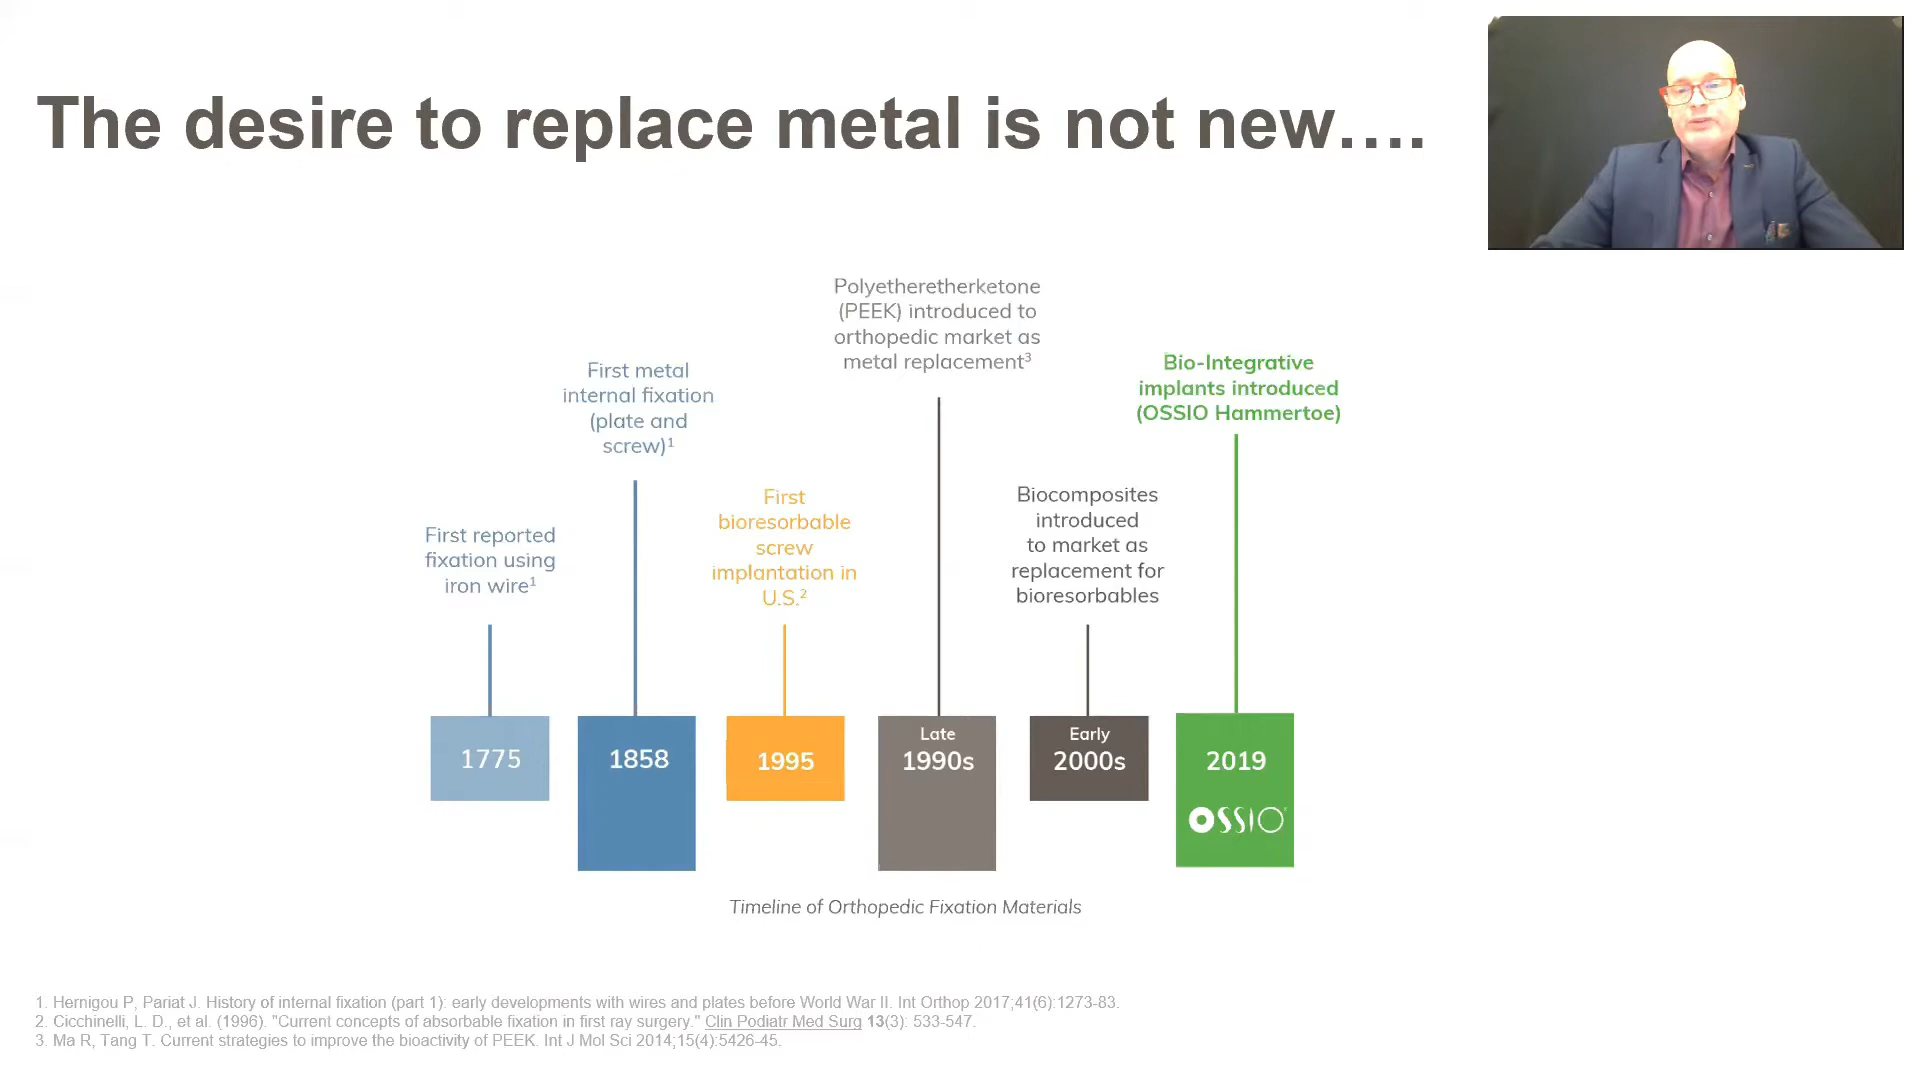 The desire to replace metal is not new….
Polyetheretherketone
(PEEK) introduced to
orthopedic market as
metal replacement³
First metal
internal fixation
(plate and
screw)¹
Bio-Integrative
implants introduced
(OSSIO Hammertoe)
First
bioresorbable
screw
implantation in
U.S.²
Biocomposites
introduced
to market as
replacement for
bioresorbables
First reported
fixation using
iron wire¹
1775
1858
1995
Late
1990s
Early
2000s
2019
OSSIO
Timeline of Orthopedic Fixation Materials
1. Hernigou P, Pariat J. History of internal fixation (part 1): early developments with wires and plates before World War II. Int Orthop 2017;41(6):1273-83.
2. Cicchinelli, L. D., et al. (1996). "Current concepts of absorbable fixation in first ray surgery." Clin Podiatr Med Surg 13(3): 533-547.
3. Ma R, Tang T. Current strategies to improve the bioactivity of PEEK. Int J Mol Sci 2014;15(4):5426-45.